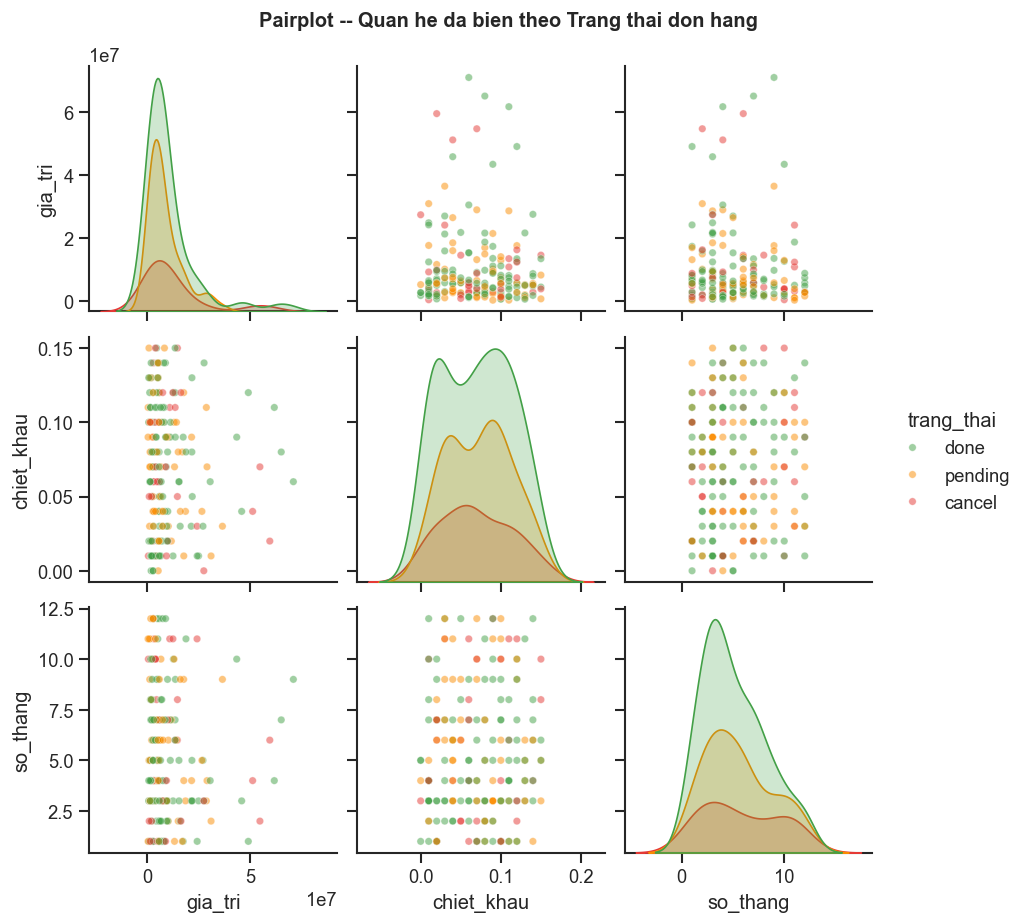 Pairplot -- Quan he da bien theo Trang thai don hang
1e7
6
4
2
0
gia_tri
0.15
0.10
0.05
0.00
chiet_khau
trang_thai
done
pending
cancel
12.5
10.0
7.5
5.0
2.5
so_thang
0 5
1e7
gia_tri
0.0 0.1 0.2
chiet_khau
0 10
so_thang